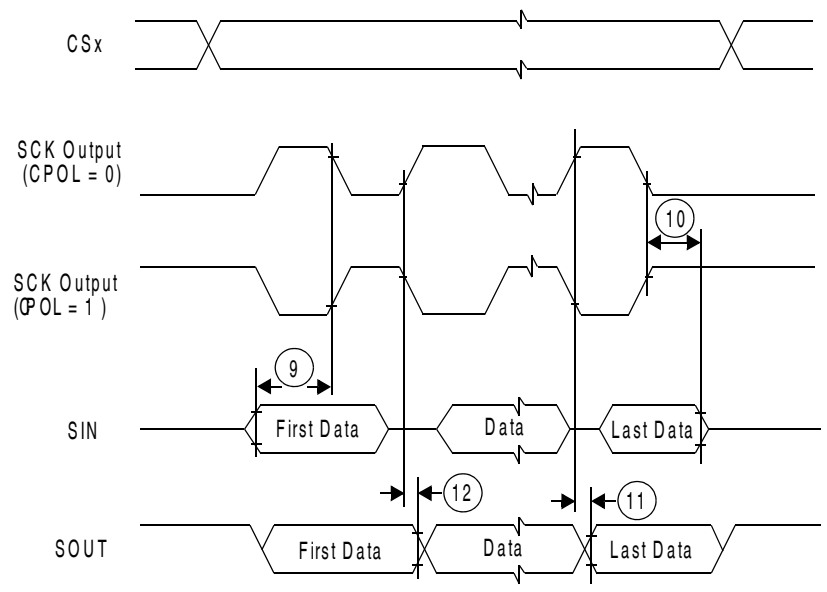 CSx
SCK Output
(CPOL = 0)
10
SCK Output
(CPOL = 1 )
9
SIN
First Data
Data
Last Data
12
11
SOUT
First Data
Data
Last Data